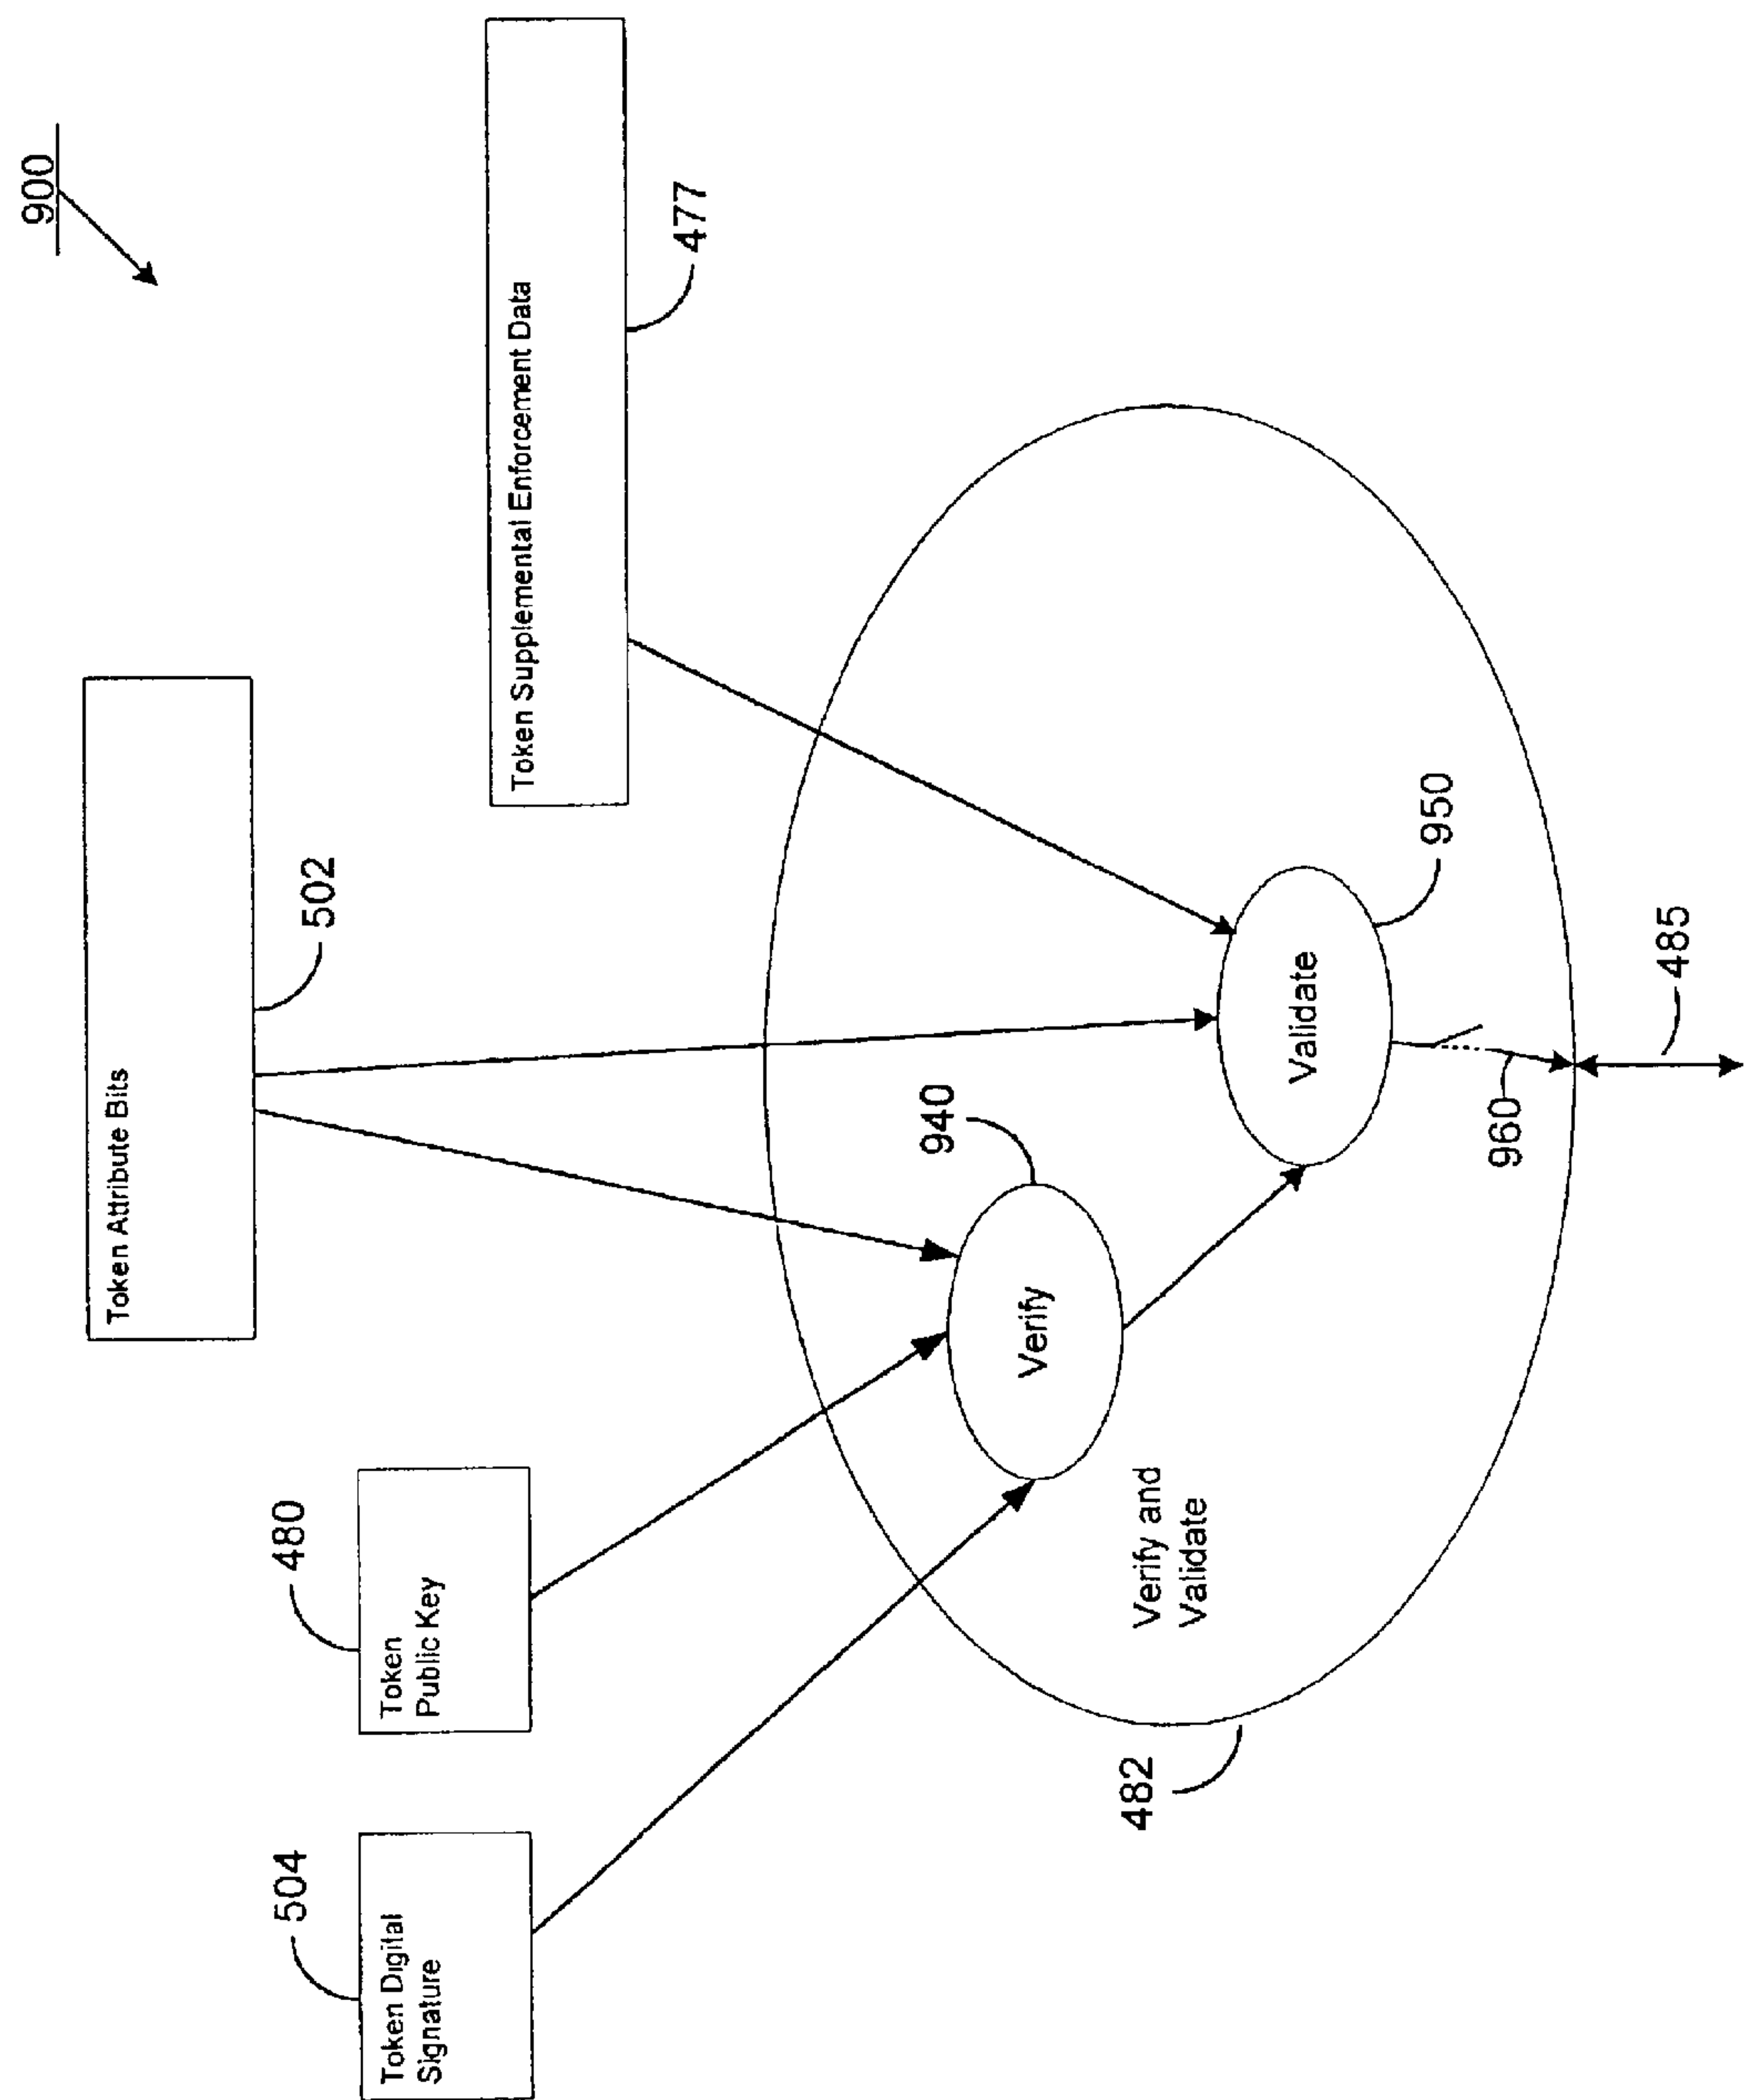 900
Token Attribute Bits
502
Token Supplemental Enforcement Data
477
504
Token Digital
Signature
480
Token
Public Key
940
Verify
Validate
950
Verify and
Validate
482
960
485